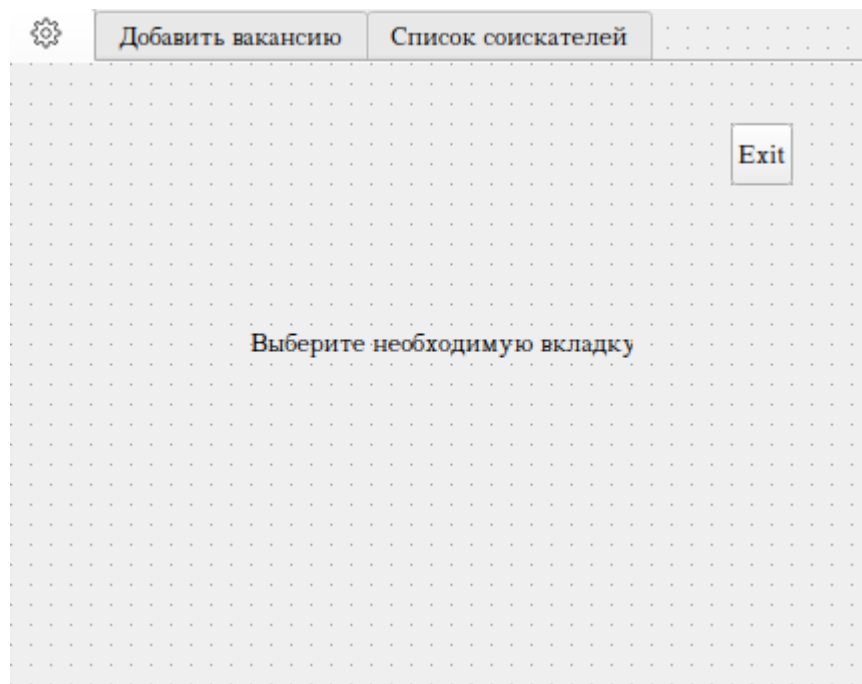 Добавить вакансию Список соискателей
Exit
Выберите необходимую вкладку